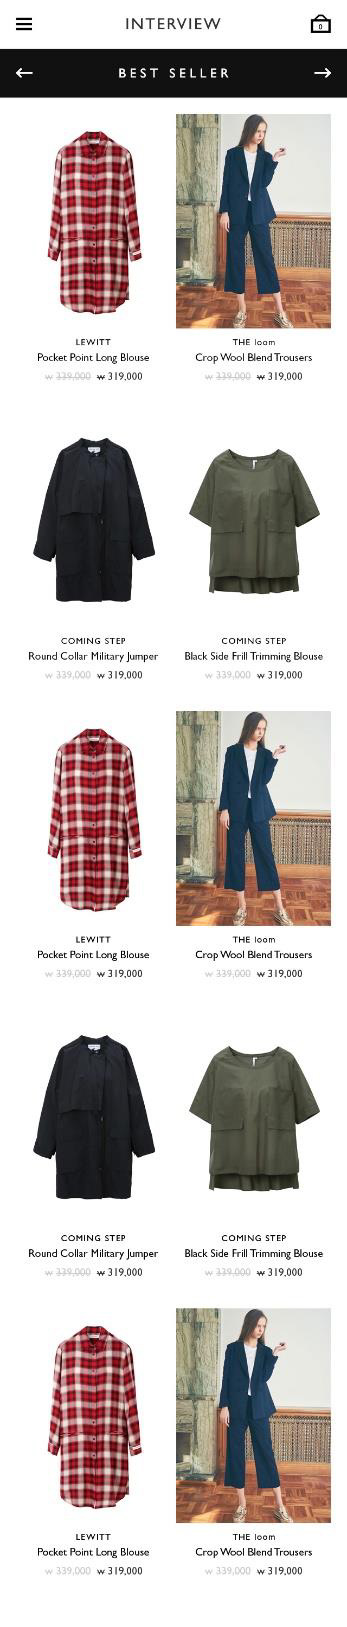 INTERVIEW
0
BEST SELLER
LEWITT
Pocket Point Long Blouse
₩ 339,000 ₩ 319,000
THE loom
Crop Wool Blend Trousers
₩ 339,000 ₩ 319,000
COMING STEP
Round Collar Military Jumper
₩ 339,000 ₩ 319,000
COMING STEP
Black Side Frill Trimming Blouse
₩ 339,000 ₩ 319,000
LEWITT
Pocket Point Long Blouse
₩ 339,000 ₩ 319,000
THE loom
Crop Wool Blend Trousers
₩ 339,000 ₩ 319,000
COMING STEP
Round Collar Military Jumper
₩ 339,000 ₩ 319,000
COMING STEP
Black Side Frill Trimming Blouse
₩ 339,000 ₩ 319,000
LEWITT
Pocket Point Long Blouse
₩ 339,000 ₩ 319,000
THE loom
Crop Wool Blend Trousers
₩ 339,000 ₩ 319,000